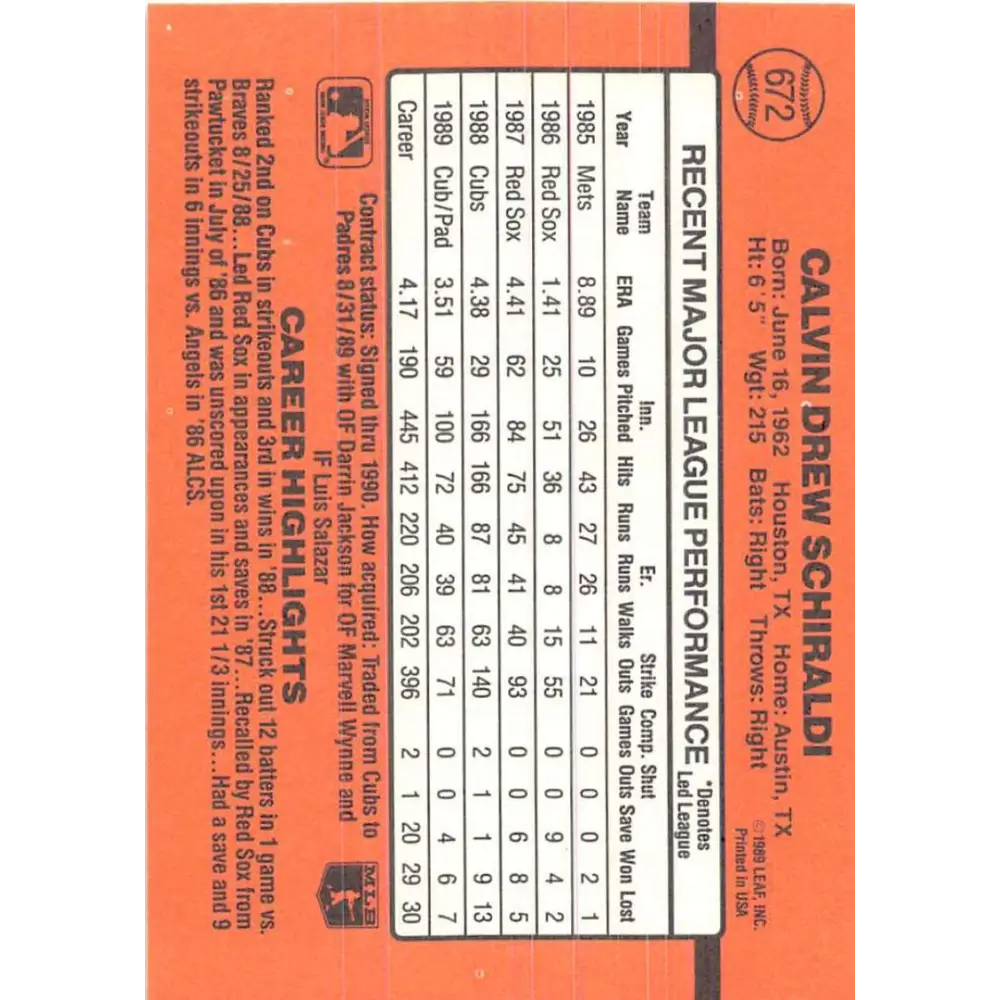 672
CALVIN DREW SCHIRALDI
Born: June 16, 1962 Houston, TX Home: Austin, TX
Ht: 6'5" Wgt: 215 Bats: Right Throws: Right
©1989 LEAF, INC.
Printed in USA
RECENT MAJOR LEAGUE PERFORMANCE
*Denotes
Led League
Team Inn. Er. Strike Comp. Shut
Year Name ERA Games Pitched Hits Runs Runs Walks Outs Games Outs Save Won Lost
1985 Mets 8.89 10 26 43 27 26 11 21 0 0 0 2 1
1986 Red Sox 1.41 25 51 36 8 8 15 55 0 0 9 4 2
1987 Red Sox 4.41 62 84 75 45 41 40 93 0 0 6 8 5
1988 Cubs 4.38 29 166 166 87 81 63 140 2 1 1 9 13
1989 Cub/Pad 3.51 59 100 72 40 39 63 71 0 0 4 6 7
Career 4.17 190 445 412 220 206 202 396 2 1 20 29 30
Contract status: Signed thru 1990. How acquired: Traded from Cubs to
Padres 8/31/89 with OF Darrin Jackson for OF Marvell Wynne and
IF Luis Salazar
MLB
CAREER HIGHLIGHTS
Ranked 2nd on Cubs in strikeouts and 3rd in wins in '88...Struck out 12 batters in 1 game vs.
Braves 8/25/88...Led Red Sox in appearances and saves in '87...Recalled by Red Sox from
Pawtucket in July of '86 and was unscored upon in his 1st 21 1/3 innings...Had a save and 9
strikeouts in 6 innings vs. Angels in '86 ALCS.